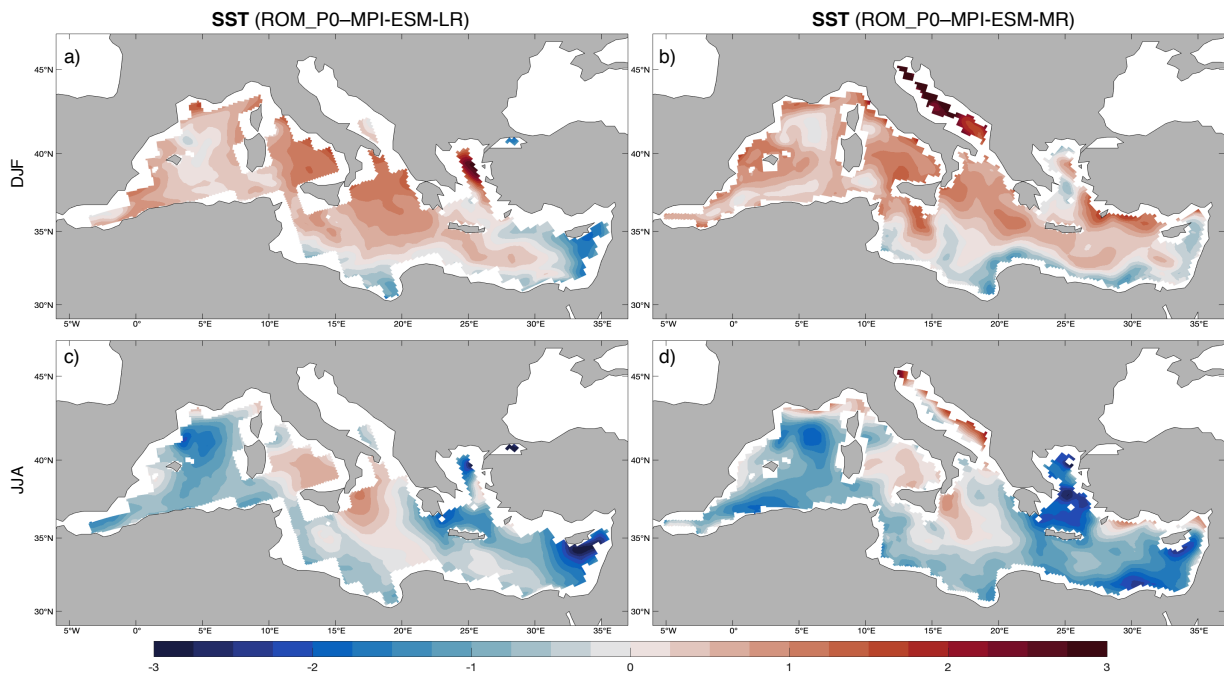 SST (ROM_P0–MPI-ESM-LR) SST (ROM_P0–MPI-ESM-MR)
a) b)
45°N 45°N
DJF
40°N 40°N
35°N 35°N
30°N 30°N
5°W 0° 5°E 10°E 15°E 20°E 25°E 30°E 35°E 5°W 0° 5°E 10°E 15°E 20°E 25°E 30°E 35°E
c) d)
45°N 45°N
JJA
40°N 40°N
35°N 35°N
30°N 30°N
5°W 0° 5°E 10°E 15°E 20°E 25°E 30°E 35°E 5°W 0° 5°E 10°E 15°E 20°E 25°E 30°E 35°E
-3 -2 -1 0 1 2 3